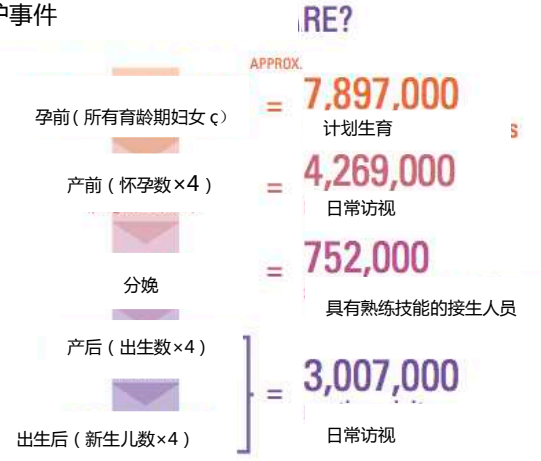 护事件
ARE?
APPROX.
孕前(所有育龄期妇女 ç)
= 7,897,000
计划生育
s
产前(怀孕数×4)
= 4,269,000
日常访视
分娩
= 752,000
具有熟练技能的接生人员
产后(出生数×4)
= 3,007,000
出生后(新生儿数×4)
日常访视